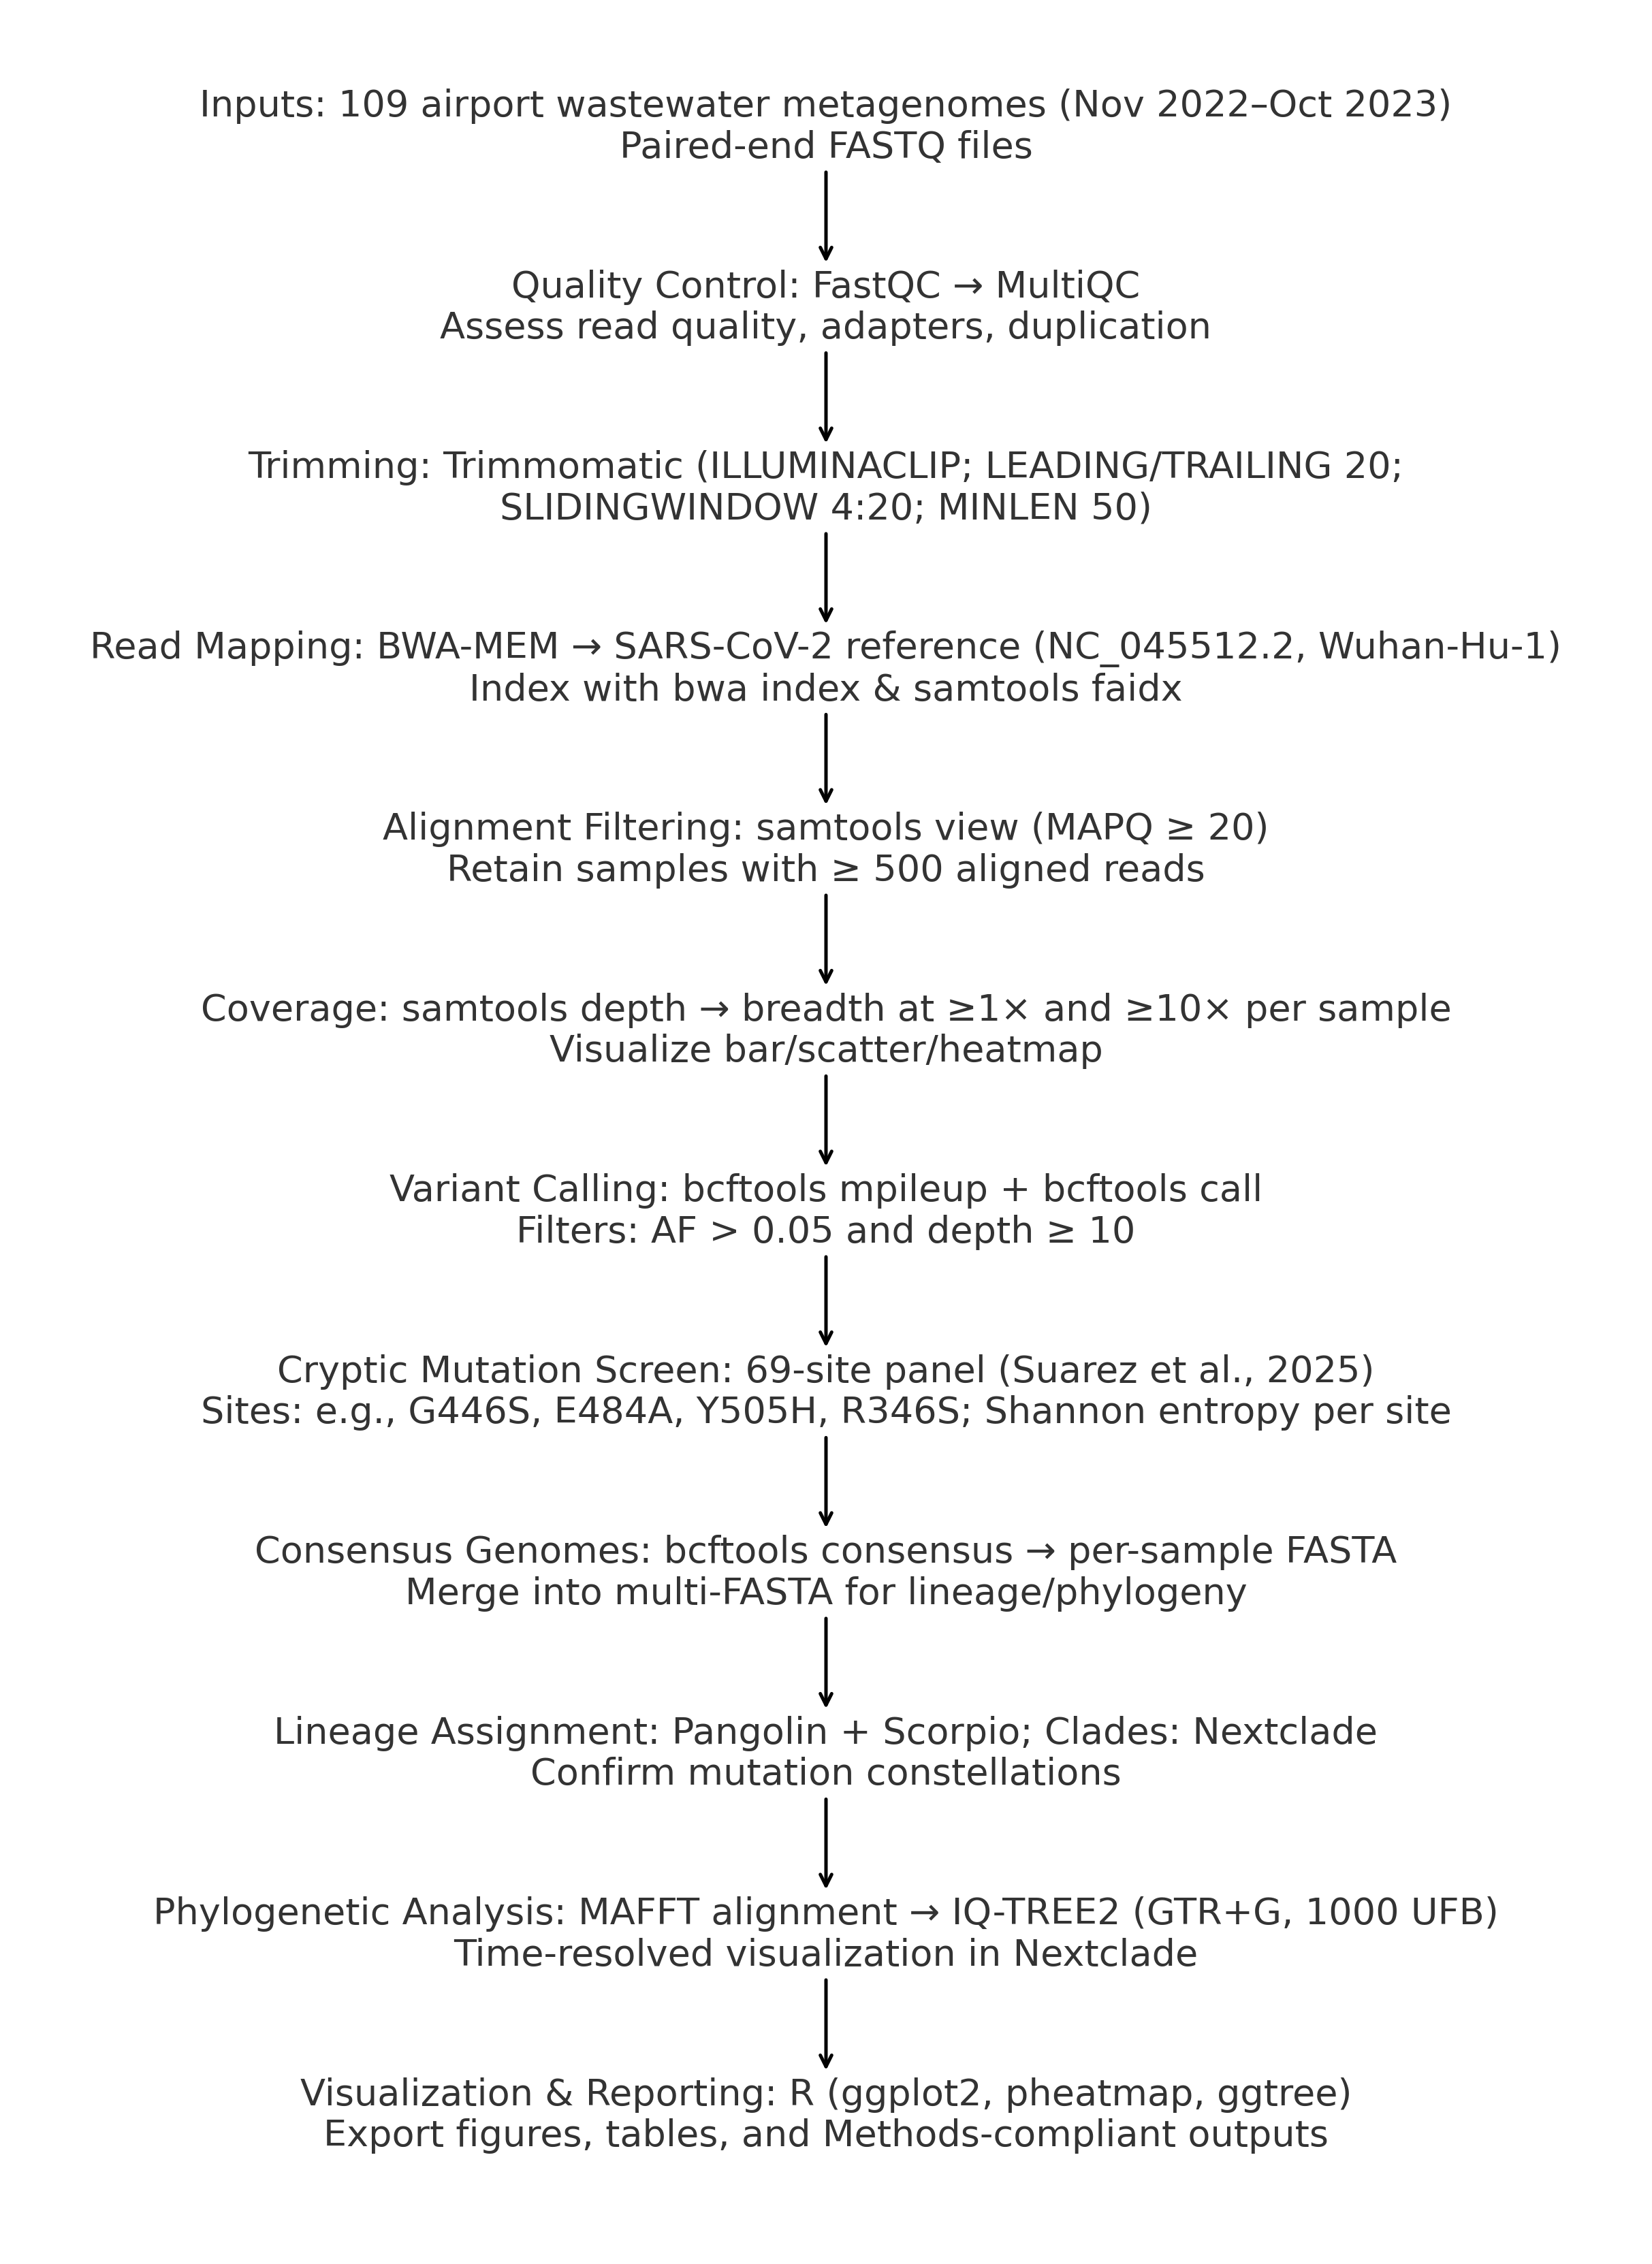 Inputs: 109 airport wastewater metagenomes (Nov 2022–Oct 2023)
Paired-end FASTQ files
Quality Control: FastQC → MultiQC
Assess read quality, adapters, duplication
Trimming: Trimmomatic (ILLUMINACLIP; LEADING/TRAILING 20;
SLIDINGWINDOW 4:20; MINLEN 50)
Read Mapping: BWA-MEM → SARS-CoV-2 reference (NC_045512.2, Wuhan-Hu-1)
Index with bwa index & samtools faidx
Alignment Filtering: samtools view (MAPQ ≥ 20)
Retain samples with ≥ 500 aligned reads
Coverage: samtools depth → breadth at ≥1× and ≥10× per sample
Visualize bar/scatter/heatmap
Variant Calling: bcftools mpileup + bcftools call
Filters: AF > 0.05 and depth ≥ 10
Cryptic Mutation Screen: 69-site panel (Suarez et al., 2025)
Sites: e.g., G446S, E484A, Y505H, R346S; Shannon entropy per site
Consensus Genomes: bcftools consensus → per-sample FASTA
Merge into multi-FASTA for lineage/phylogeny
Lineage Assignment: Pangolin + Scorpio; Clades: Nextclade
Confirm mutation constellations
Phylogenetic Analysis: MAFFT alignment → IQ-TREE2 (GTR+G, 1000 UFB)
Time-resolved visualization in Nextclade
Visualization & Reporting: R (ggplot2, pheatmap, ggtree)
Export figures, tables, and Methods-compliant outputs